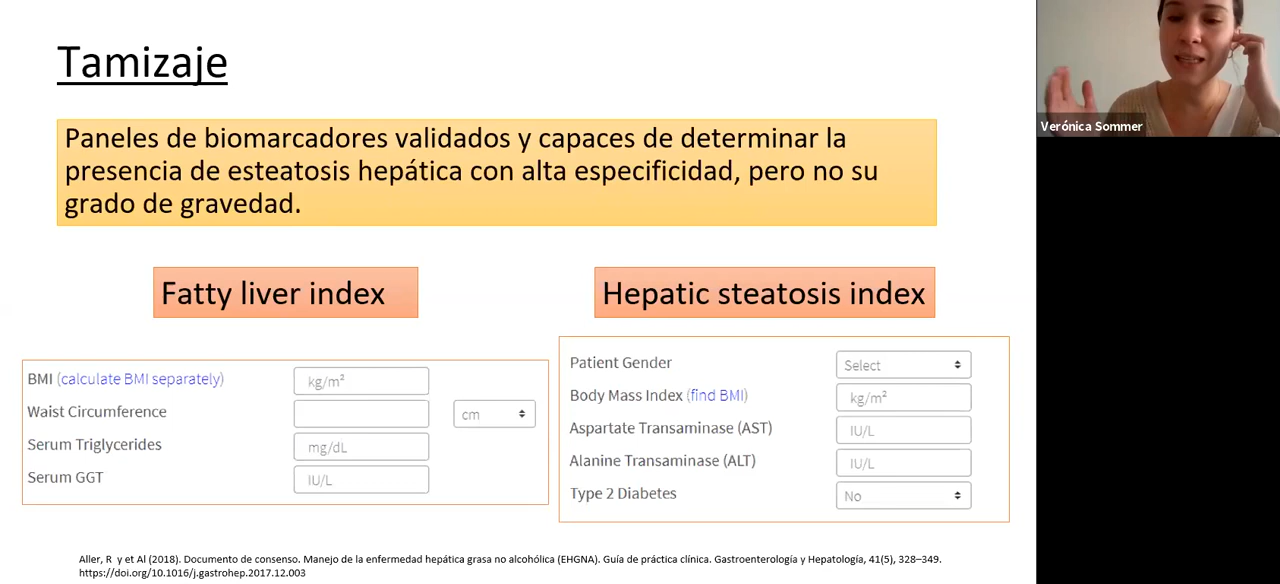 Tamizaje
Paneles de biomarcadores validados y capaces de determinar la
presencia de esteatosis hepática con alta especificidad, pero no su
grado de gravedad.
Fatty liver index
Hepatic steatosis index
BMI (calculate BMI separately)
kg/m²
Waist Circumference
cm
Serum Triglycerides
mg/dL
Serum GGT
IU/L
Patient Gender
Select
Body Mass Index (find BMI)
kg/m²
Aspartate Transaminase (AST)
IU/L
Alanine Transaminase (ALT)
IU/L
Type 2 Diabetes
No
Aller, R y et Al (2018). Documento de consenso. Manejo de la enfermedad hepática grasa no alcohólica (EHGNA). Guía de práctica clínica. Gastroenterología y Hepatología, 41(5), 328–349.
https://doi.org/10.1016/j.gastrohep.2017.12.003
Verónica Sommer